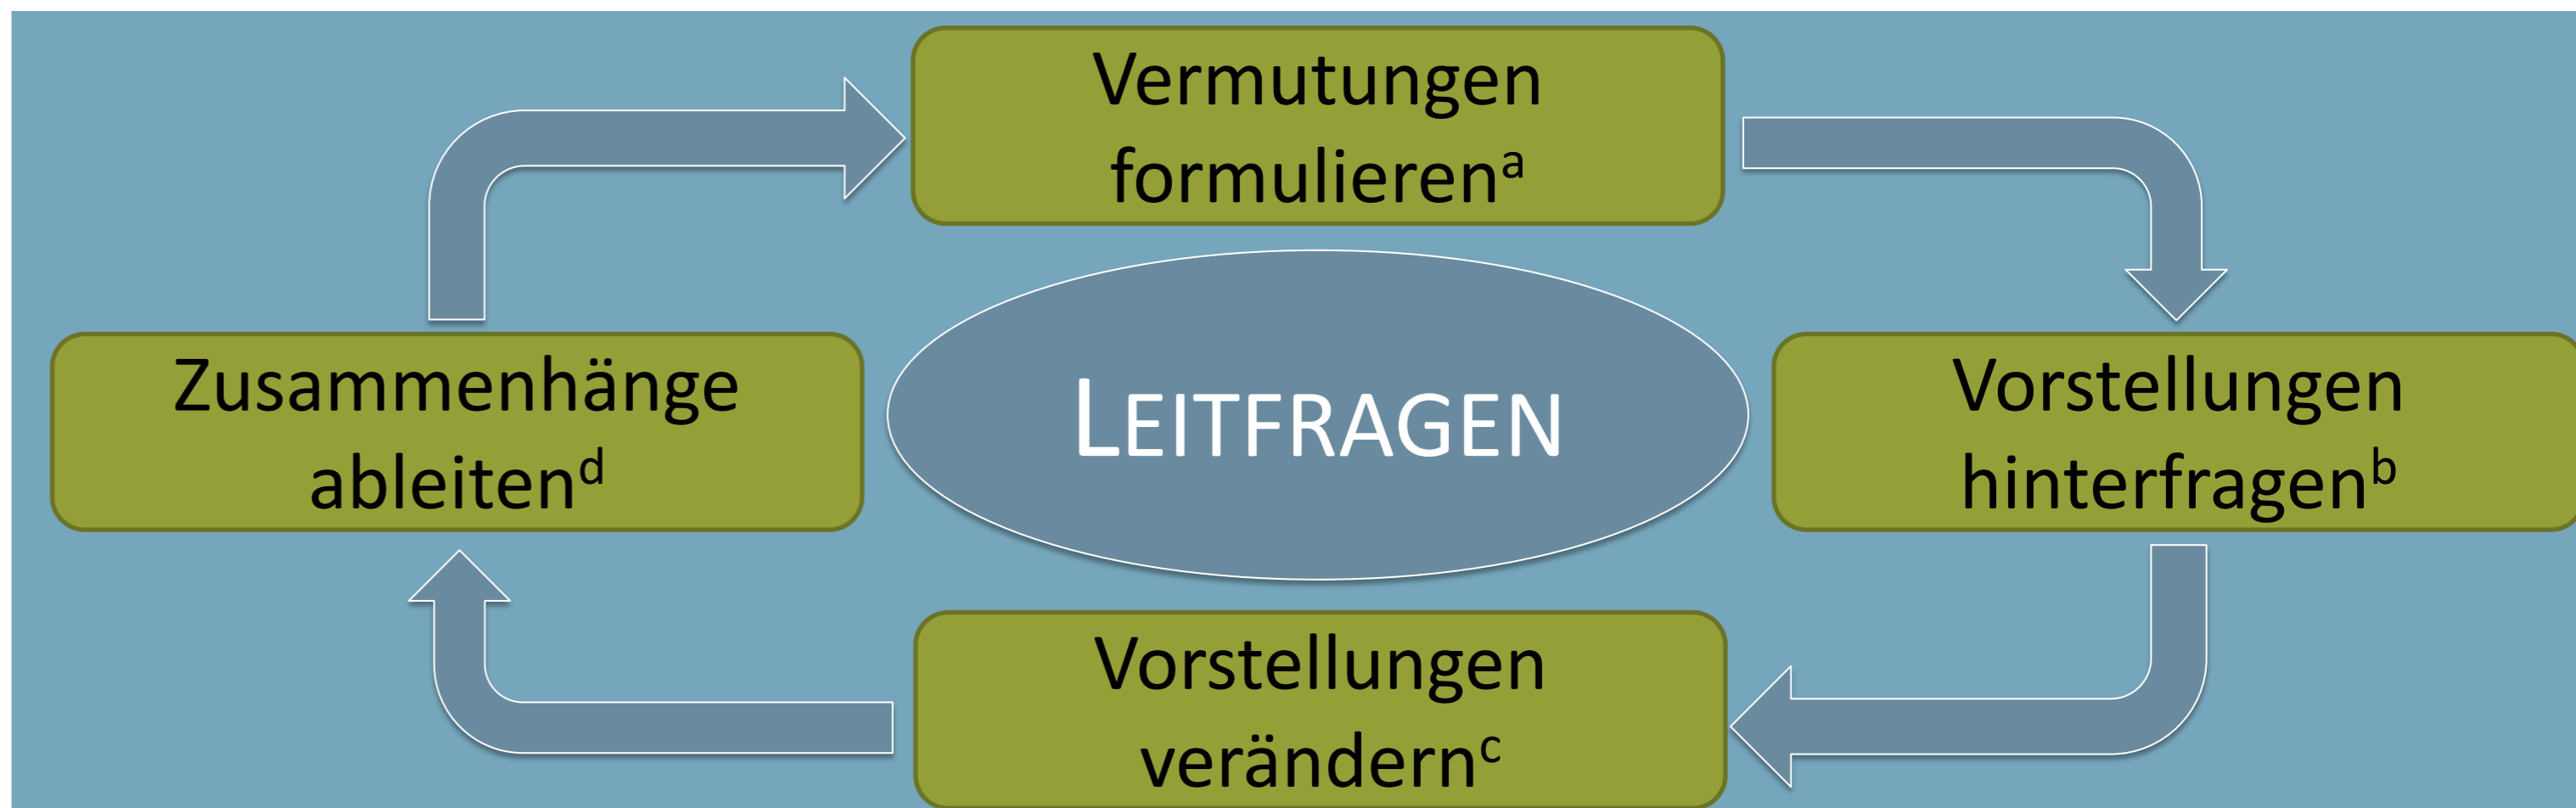 Vermutungen
formulierenᵃ
Zusammenhänge
ableitenᵈ
LEITFRAGEN
Vorstellungen
hinterfragenᵇ
Vorstellungen
verändernᶜ